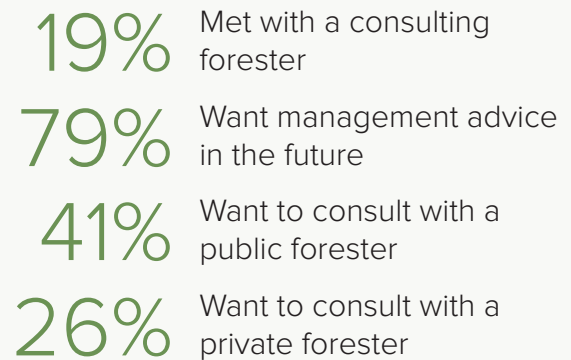 19% Met with a consulting
forester
79% Want management advice
in the future
41% Want to consult with a
public forester
26% Want to consult with a
private forester